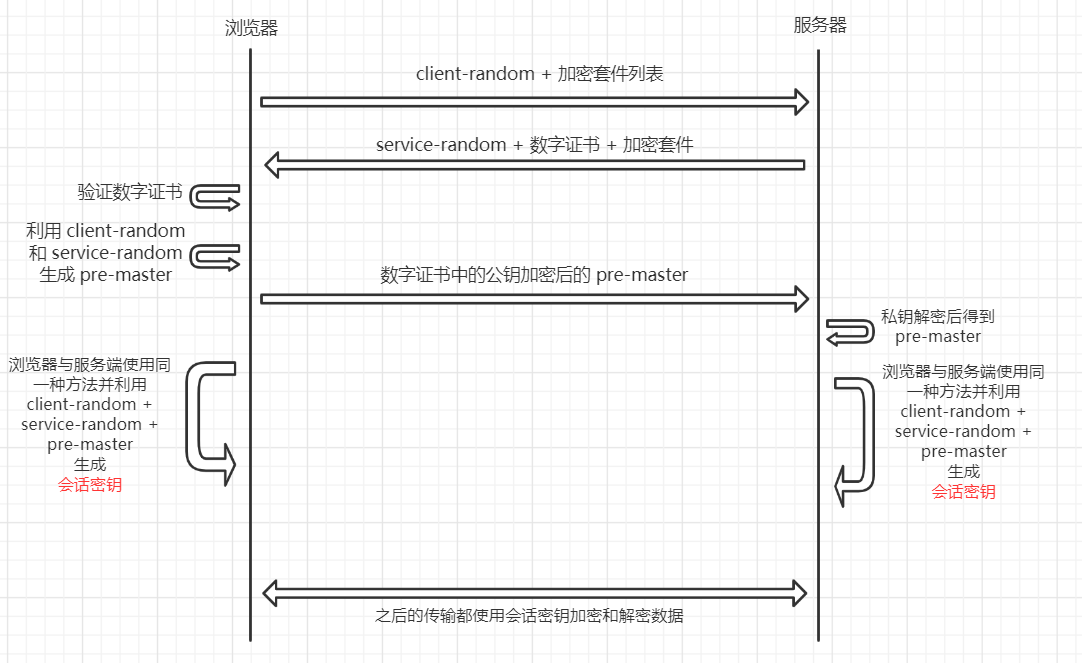 浏览器
服务器
client-random + 加密套件列表
service-random + 数字证书 + 加密套件
验证数字证书
利用 client-random
和 service-random
生成 pre-master
数字证书中的公钥加密后的 pre-master
私钥解密后得到
pre-master
浏览器与服务端使用同
一种方法并利用
client-random +
service-random +
pre-master
生成
会话密钥
浏览器与服务端使用同
一种方法并利用
client-random +
service-random +
pre-master
生成
会话密钥
之后的传输都使用会话密钥加密和解密数据